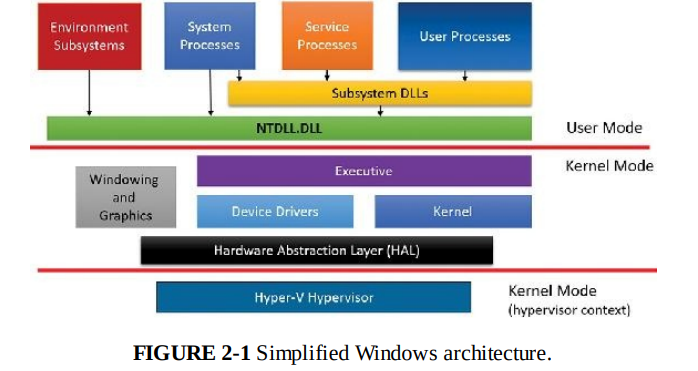 Environment
Subsystems
System
Processes
Service
Processes
User Processes
Subsystem DLLs
NTDLL.DLL
User Mode
Kernel Mode
Executive
Windowing
and
Graphics
Device Drivers
Kernel
Hardware Abstraction Layer (HAL)
Hyper-V Hypervisor
Kernel Mode
(hypervisor context)
FIGURE 2-1 Simplified Windows architecture.